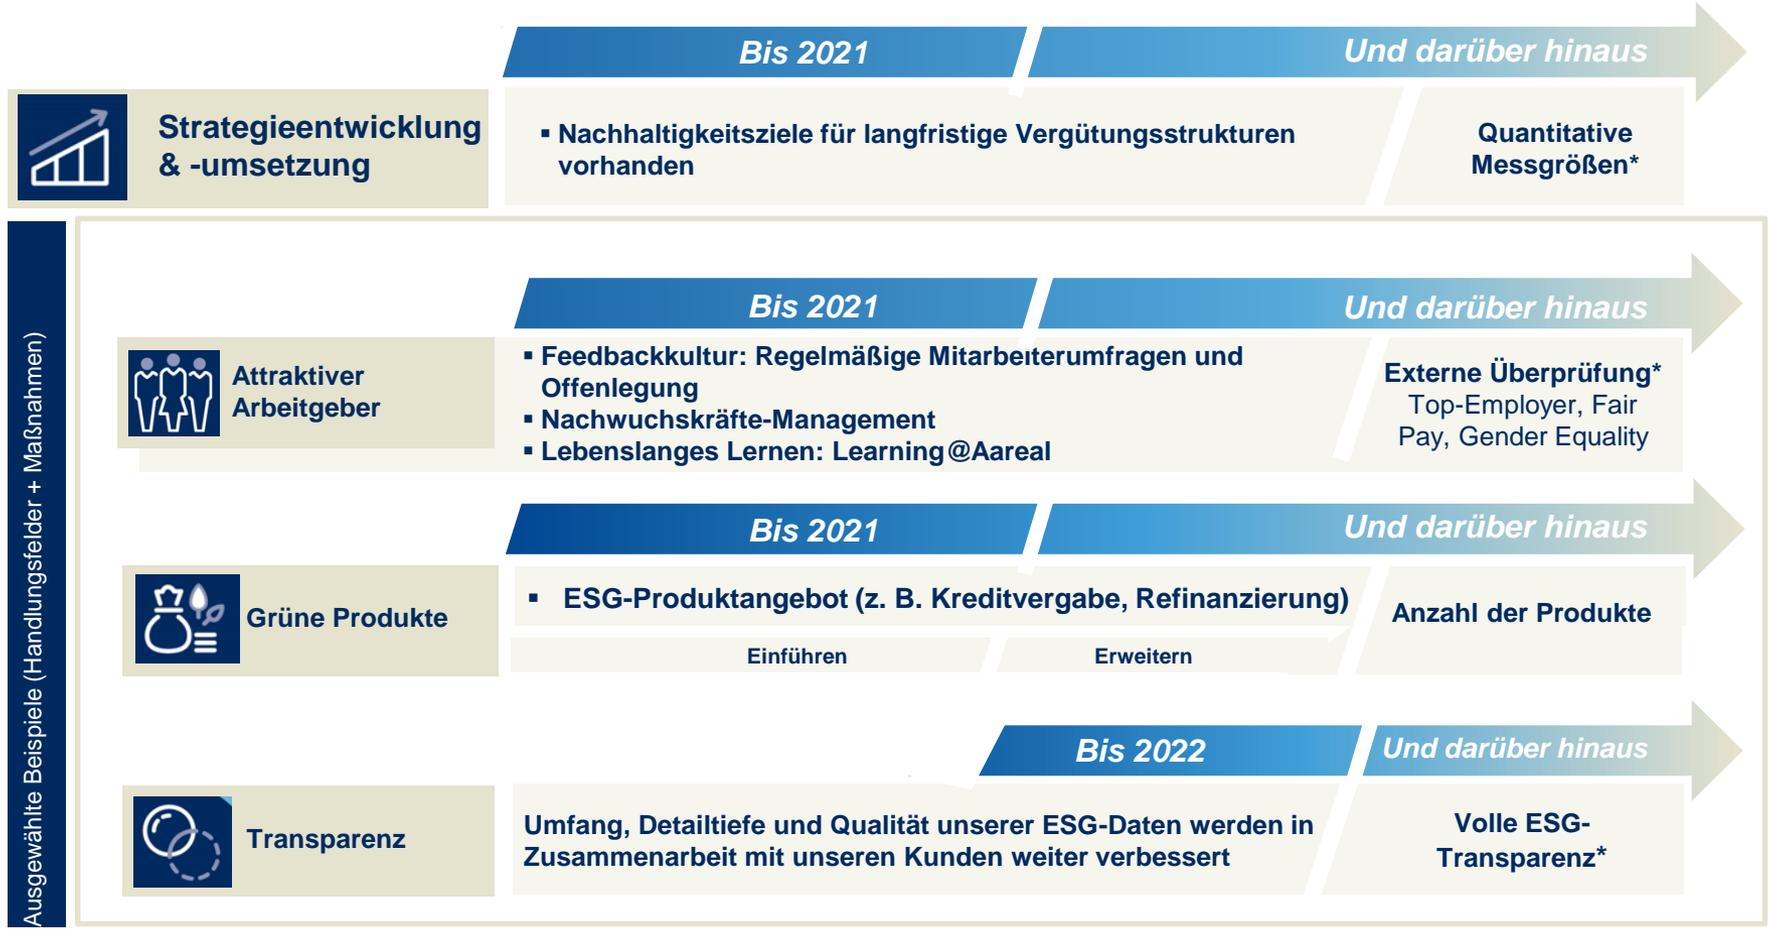 Bis 2021
Und darüber hinaus
Strategieentwicklung
& -umsetzung
▪ Nachhaltigkeitsziele für langfristige Vergütungsstrukturen
vorhanden
Quantitative
Messgrößen*
Ausgewählte Beispiele (Handlungsfelder + Maßnahmen)
Bis 2021
Und darüber hinaus
Attraktiver
Arbeitgeber
▪ Feedbackkultur: Regelmäßige Mitarbeiterumfragen und
Offenlegung
▪ Nachwuchskräfte-Management
▪ Lebenslanges Lernen: Learning@Aareal
Externe Überprüfung*
Top-Employer, Fair
Pay, Gender Equality
Bis 2021
Und darüber hinaus
Grüne Produkte
▪ ESG-Produktangebot (z. B. Kreditvergabe, Refinanzierung)
Einführen
Erweitern
Anzahl der Produkte
Bis 2022
Und darüber hinaus
Transparenz
Umfang, Detailtiefe und Qualität unserer ESG-Daten werden in
Zusammenarbeit mit unseren Kunden weiter verbessert
Volle ESG-
Transparenz*